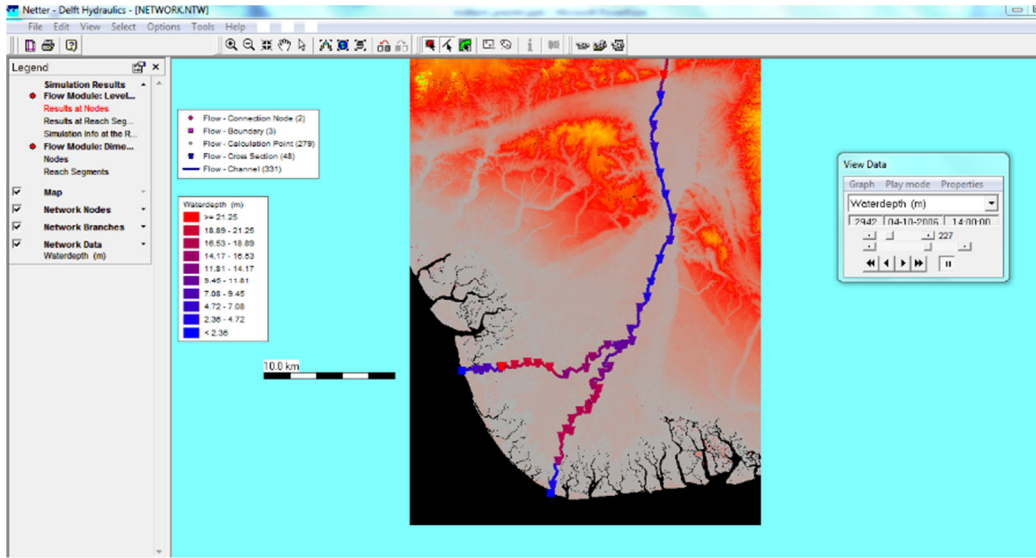 Netter - Delft Hydraulics - [NETWORK.NTW]
File Edit View Select Options Tools Help
Legend
Simulation Results
Flow Module: Level...
Results at Nodes
Results at Reach Seg...
Simulation Info at the R...
Flow Module: Dime...
Nodes
Reach Segments
Map
Network Nodes
Network Branches
Network Data
Waterdepth (m)
Flow - Connection Node (2)
Flow - Boundary (3)
Flow - Calculation Point (279)
Flow - Cross Section (48)
Flow - Channel (331)
Waterdepth (m)
>= 21.25
18.89 - 21.25
16.53 - 18.89
14.17 - 16.53
11.81 - 14.17
9.45 - 11.81
7.08 - 9.45
4.72 - 7.08
2.36 - 4.72
< 2.36
10.0 km
View Data
Graph Play mode Properties
Waterdepth (m)
2942 04-10-2006 14:00:00
227